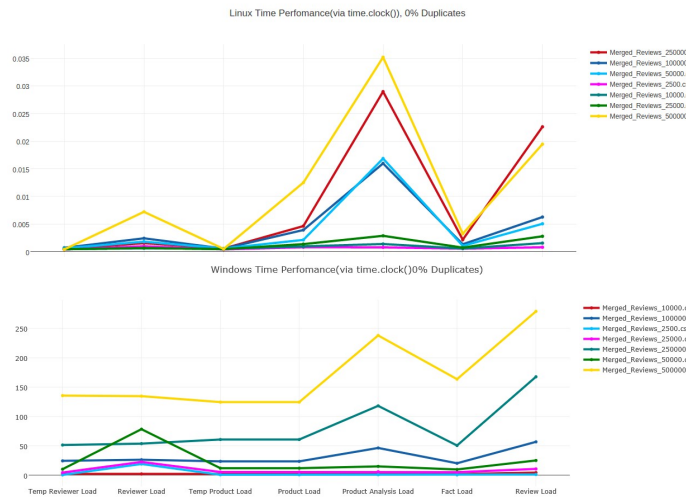 Linux Time Perfomance(via time.clock()), 0% Duplicates
0.035
0.03
0.025
0.02
0.015
0.01
0.005
0
Merged_Reviews_250000
Merged_Reviews_100000
Merged_Reviews_50000.c
Merged_Reviews_2500.cs
Merged_Reviews_10000.c
Merged_Reviews_25000.c
Merged_Reviews_500000
Windows Time Perfomance(via time.clock()0% Duplicates)
250
200
150
100
50
0
Merged_Reviews_10000.c
Merged_Reviews_100000
Merged_Reviews_2500.cs
Merged_Reviews_25000.c
Merged_Reviews_250000
Merged_Reviews_50000.c
Merged_Reviews_500000
Temp Reviewer Load
Reviewer Load
Temp Product Load
Product Load
Product Analysis Load
Fact Load
Review Load